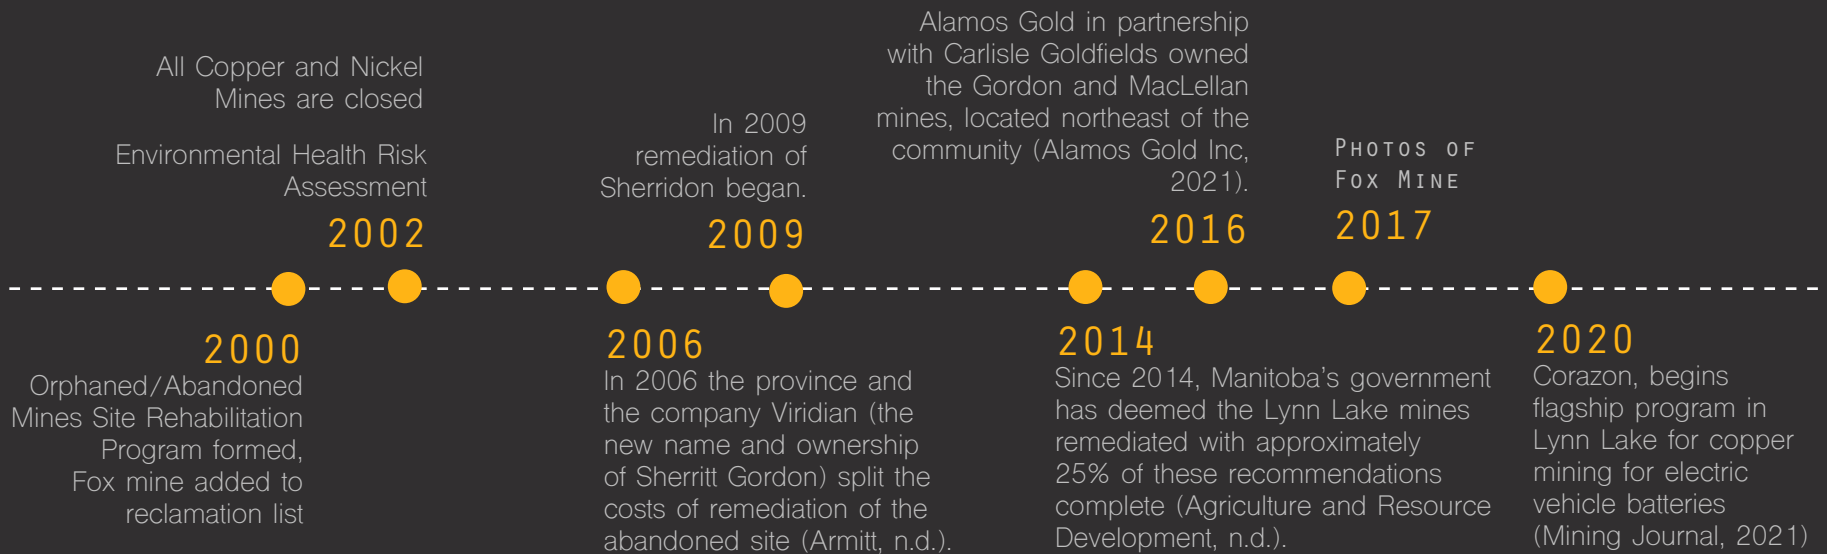 All Copper and Nickel
Mines are closed
Environmental Health Risk
Assessment
2002
In 2009
remediation of
Sherridon began.
2009
Alamos Gold in partnership
with Carlisle Goldfields owned
the Gordon and MacLellan
mines, located northeast of the
community (Alamos Gold Inc,
2021).
2016
Photos of
Fox Mine
2017
2000
Orphaned/Abandoned
Mines Site Rehabilitation
Program formed,
Fox mine added to
reclamation list
2006
In 2006 the province and
the company Viridian (the
new name and ownership
of Sherritt Gordon) split the
costs of remediation of the
abandoned site (Armitt, n.d.).
2014
Since 2014, Manitoba’s government
has deemed the Lynn Lake mines
remediated with approximately
25% of these recommendations
complete (Agriculture and Resource
Development, n.d.).
2020
Corazon, begins
flagship program in
Lynn Lake for copper
mining for electric
vehicle batteries
(Mining Journal, 2021)